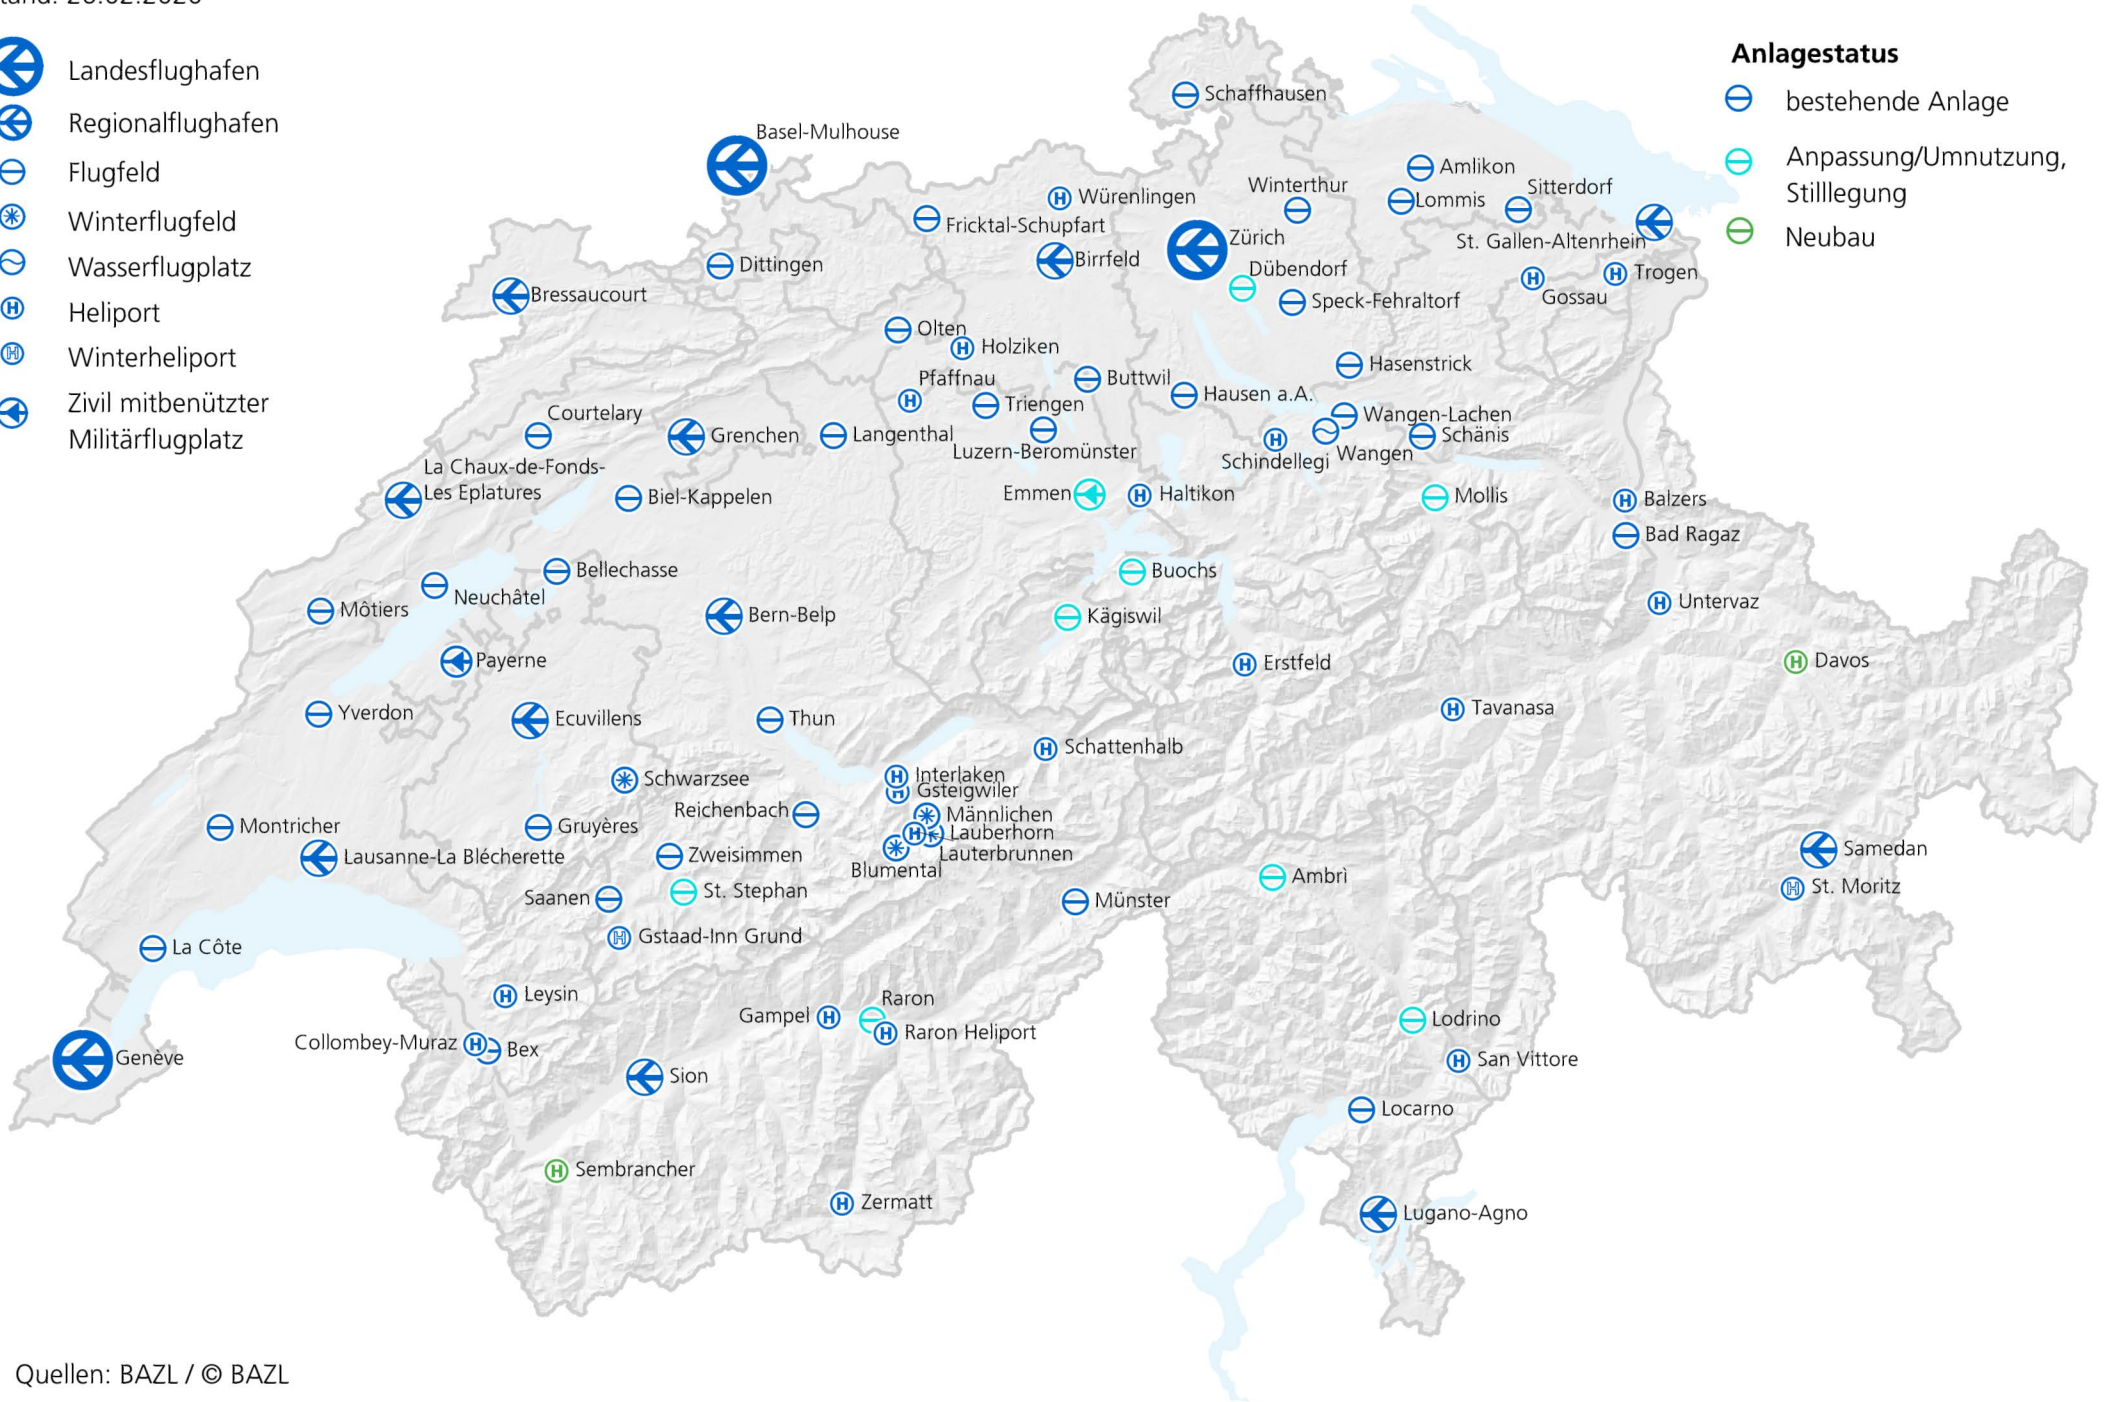 Landesflughafen
Regionalflughafen
Flugfeld
Winterflugfeld
Wasserflugplatz
Heliport
Winterheliport
Zivil mitbenützter
Militärflugplatz
Anlagestatus
bestehende Anlage
Anpassung/Umnutzung,
Stilllegung
Neubau
Schaffhausen
Basel-Mulhouse
Amlikon
Winterthur
Sitterdorf
Würenlingen
Lommis
Fricktal-Schupfart
Zürich
St. Gallen-Altenrhein
Birrfeld
Dittingen
Dübendorf
Trogen
Bressaucourt
Gossau
Speck-Fehraltorf
Olten
Holziken
Hasenstrick
Pfaffnau
Buttwil
Hausen a.A.
Triengen
Courtelary
Wangen-Lachen
Grenchen
Langenthal
Schänis
Luzern-Beromünster
Wangen
Schindellegi
La Chaux-de-Fonds-
Les Eplatures
Biel-Kappelen
Emmen
Haltikon
Mollis
Balzers
Bad Ragaz
Bellechasse
Buochs
Neuchâtel
Môtiers
Untervaz
Bern-Belp
Kägiswil
Payerne
Erstfeld
Davos
Yverdon
Tavanasa
Ecuvillens
Thun
Schattenhalb
Interlaken
Schwarzsee
Gsteigwiler
Reichenbach
Männlichen
Montricher
Gruyères
Lauberhorn
Samedan
Lausanne-La Blécherette
Zweisimmen
Lauterbrunnen
Blumental
Ambrì
St. Moritz
St. Stephan
Saanen
Münster
Gstaad-Inn Grund
La Côte
Leysin
Raron
Gampel
Lodrino
Raron Heliport
Collombey-Muraz
Bex
Genève
San Vittore
Sion
Locarno
Sembrancher
Zermatt
Lugano-Agno
Quellen: BAZL / © BAZL